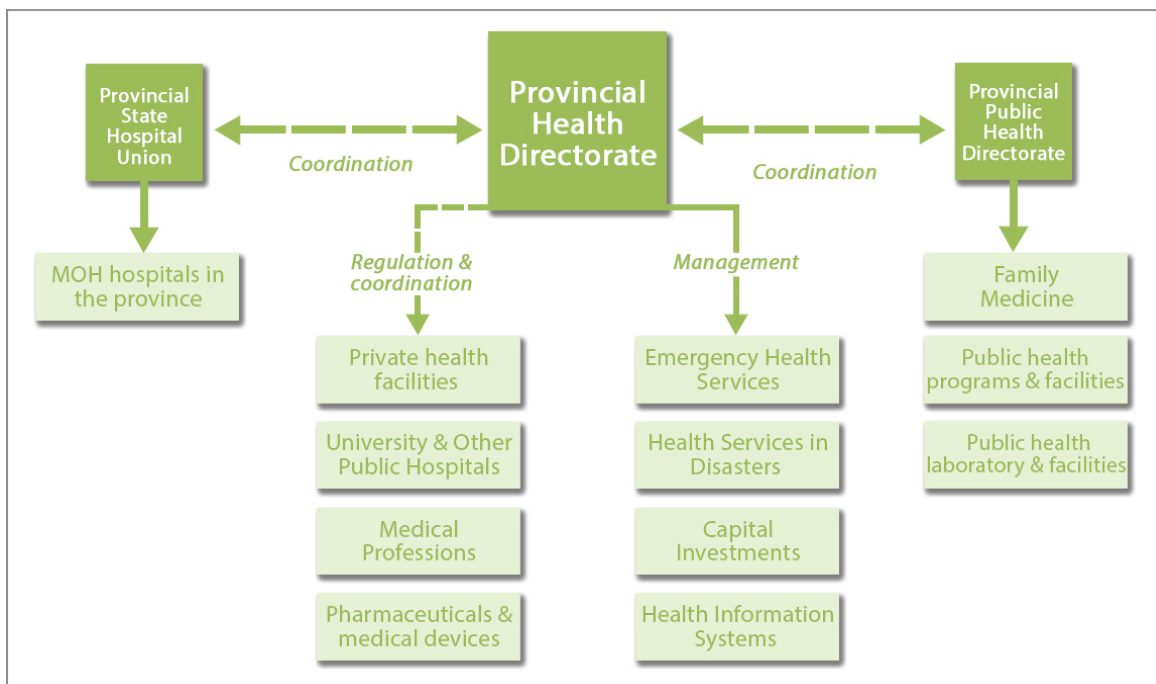 Provincial
State
Hospital
Union
Coordination
Provincial
Health
Directorate
Coordination
Provincial
Public
Health
Directorate
MOH hospitals in
the province
Regulation &
coordination
Private health
facilities
University & Other
Public Hospitals
Medical
Professions
Pharmaceuticals &
medical devices
Management
Emergency Health
Services
Health Services in
Disasters
Capital
Investments
Health Information
Systems
Family
Medicine
Public health
programs & facilities
Public health
laboratory & facilities